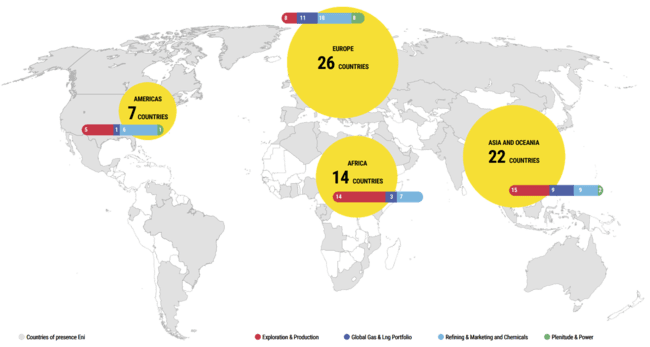 8 11 15 8
EUROPE
26 COUNTRIES
AMERICAS
7 COUNTRIES
5 1 6 1
ASIA AND OCEANIA
22 COUNTRIES
15 9 9 2
AFRICA
14 COUNTRIES
14 3 7
Countries of presence Eni
Exploration & Production
Global Gas & Lng Portfolio
Refining & Marketing and Chemicals
Plenitude & Power